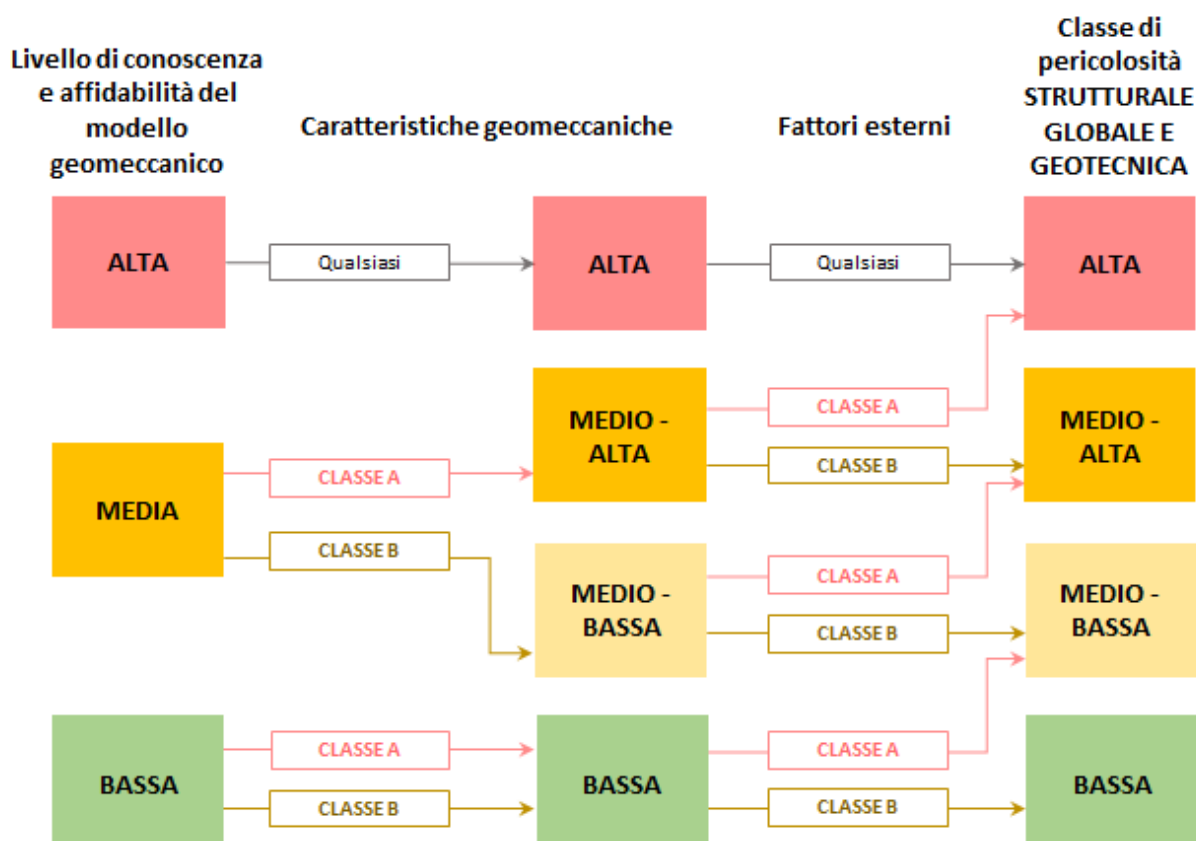 Livello di conoscenza
e affidabilità del
modello
geomeccanico
Caratteristiche geomeccaniche
Fattori esterni
Classe di
pericolosità
STRUTTURALE
GLOBALE E
GEOTECNICA
ALTA
Qualsiasi
ALTA
Qualsiasi
ALTA
MEDIA
CLASSE A
CLASSE B
MEDIO -
ALTA
CLASSE A
CLASSE B
MEDIO -
ALTA
MEDIO -
BASSA
CLASSE A
CLASSE B
MEDIO -
BASSA
BASSA
CLASSE A
CLASSE B
BASSA
CLASSE A
CLASSE B
BASSA